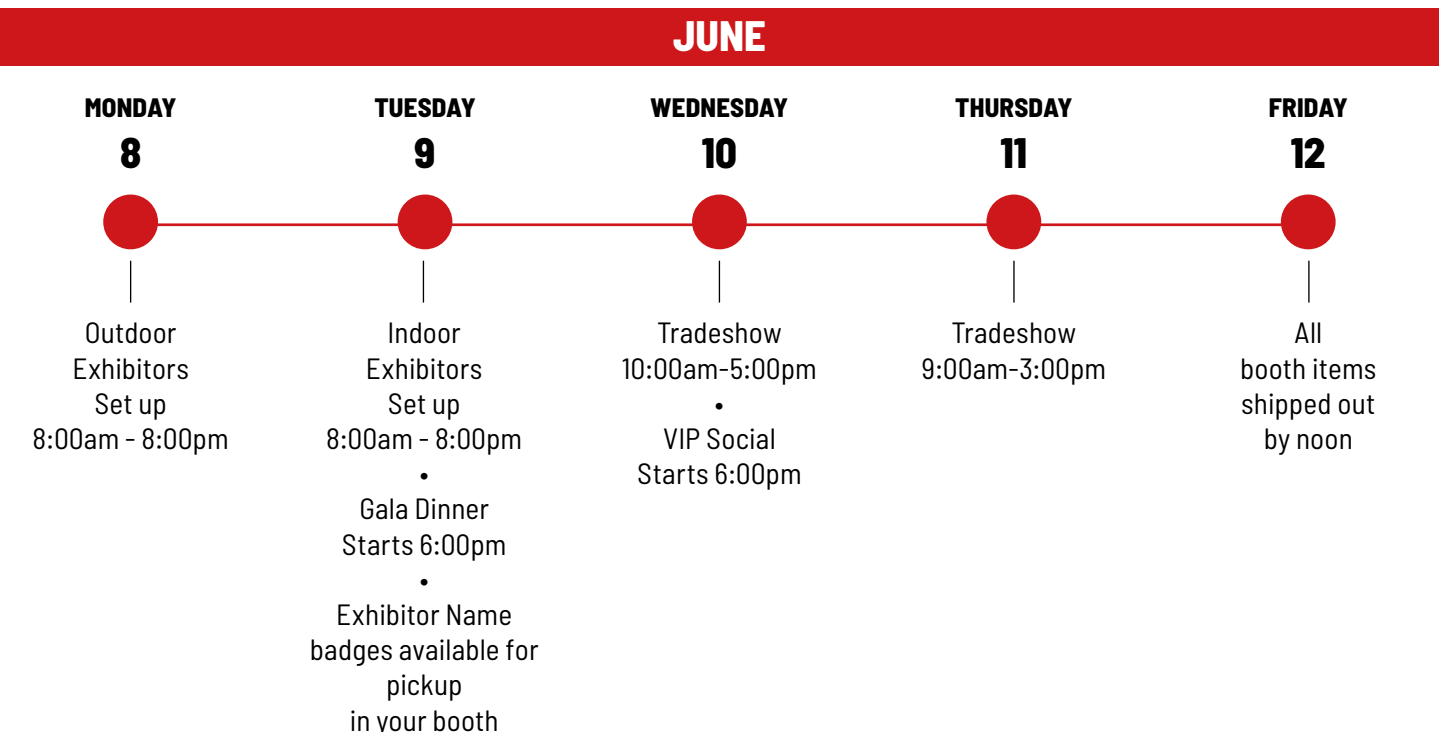 JUNE
MONDAY
8
Outdoor
Exhibitors
Set up
8:00am - 8:00pm
TUESDAY
9
Indoor
Exhibitors
Set up
8:00am - 8:00pm
•
Gala Dinner
Starts 6:00pm
•
Exhibitor Name
badges available for
pickup
in your booth
WEDNESDAY
10
Tradeshow
10:00am-5:00pm
•
VIP Social
Starts 6:00pm
THURSDAY
11
Tradeshow
9:00am-3:00pm
FRIDAY
12
All
booth items
shipped out
by noon